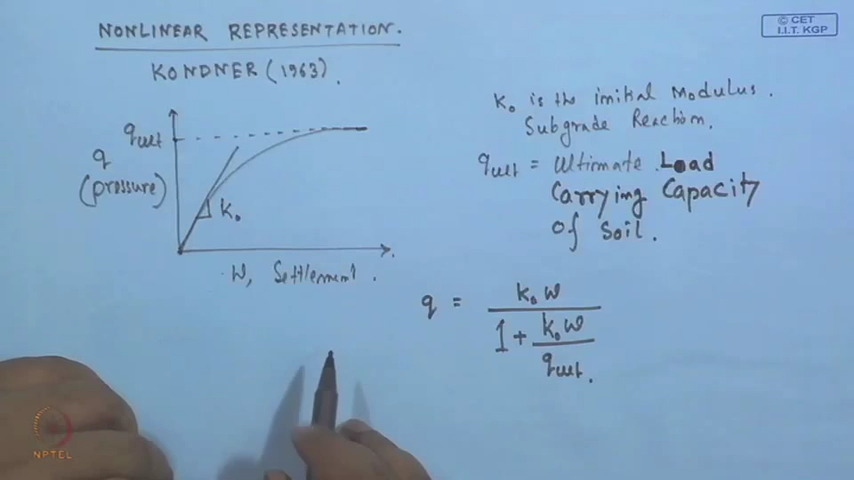 NONLINEAR REPRESENTATION.
KONDNER (1963).
© CET
I.I.T. KGP
qult
q
(pressure)
k₀
w, Settlement.
k₀ is the initial Modulus.
Subgrade Reaction.
qult = Ultimate Load
Carrying Capacity
of Soil.
q = k₀w
1 + k₀w
qult.
NPTEL